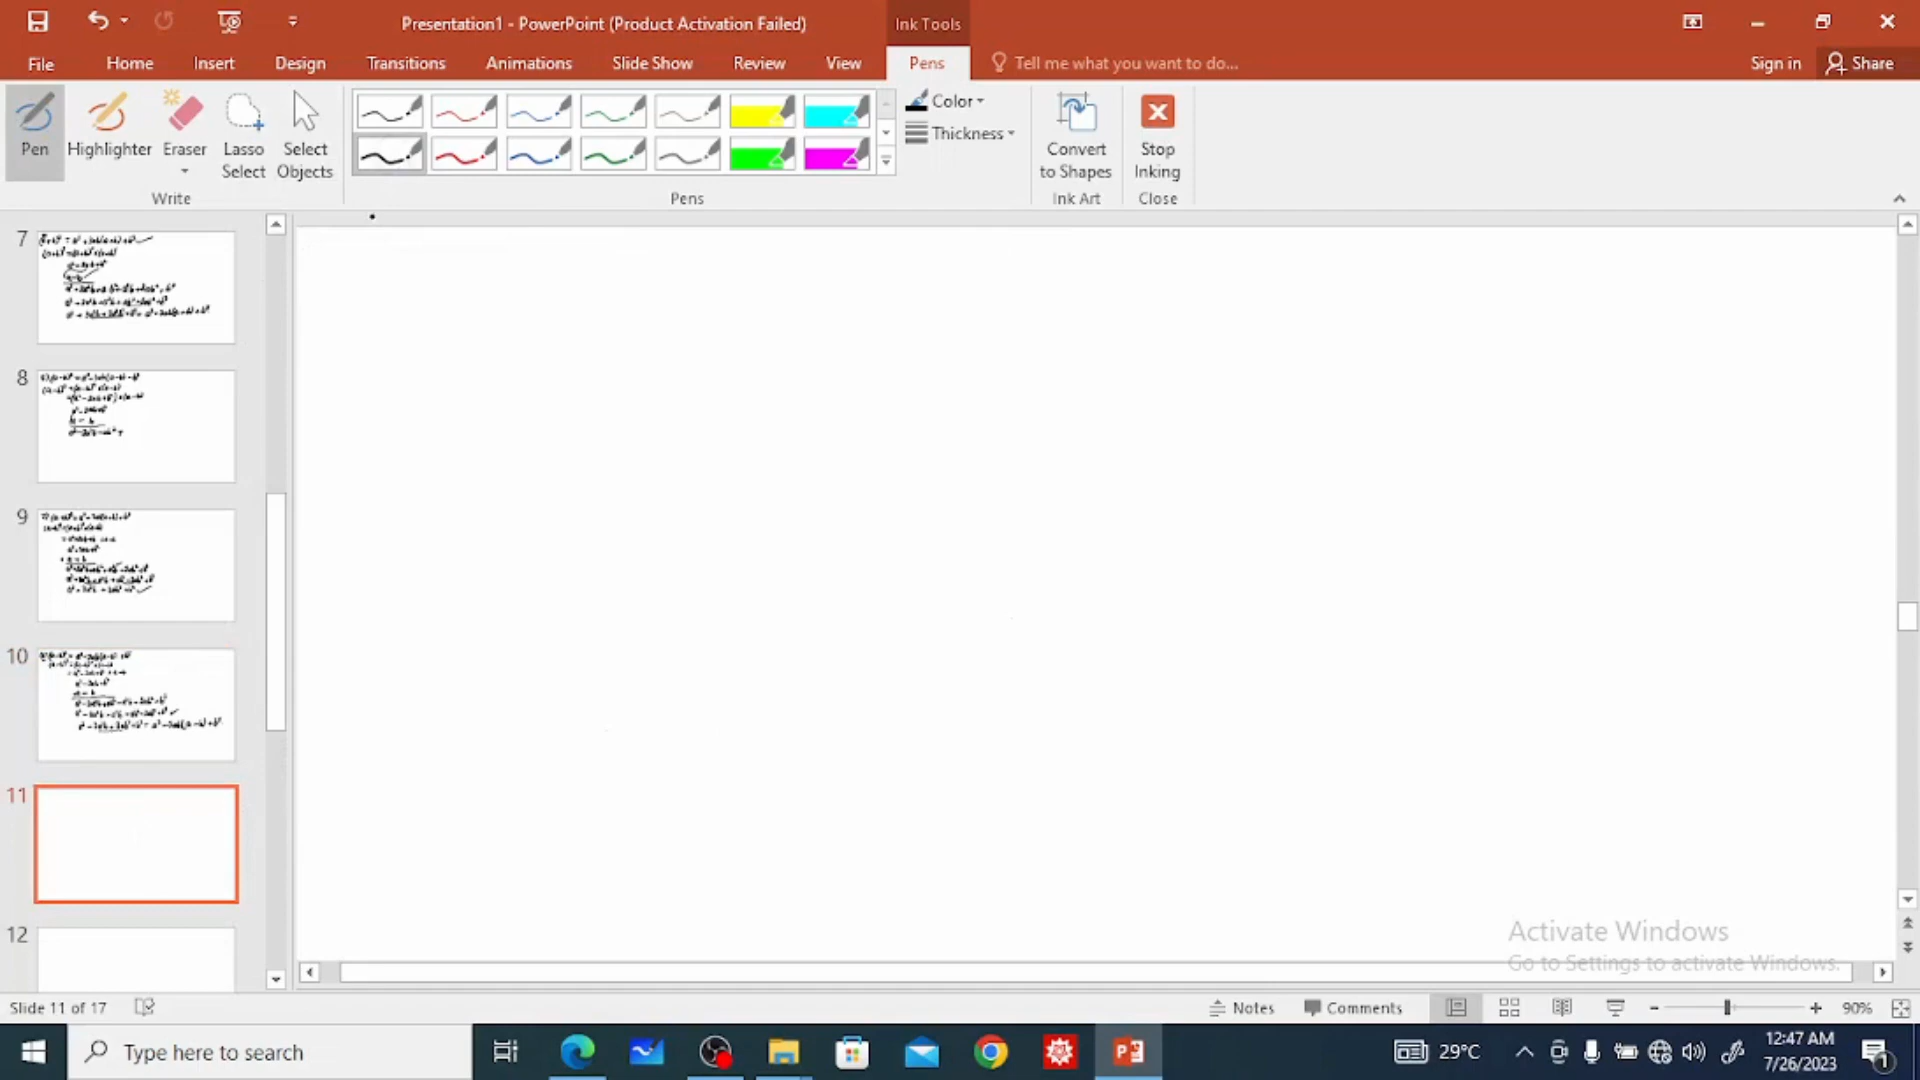 Presentation1 - PowerPoint (Product Activation Failed)
Ink Tools
File
Home
Insert
Design
Transitions
Animations
Slide Show
Review
View
Pens
Tell me what you want to do...
Sign in
Share
Pen
Highlighter
Eraser
Lasso Select
Select Objects
Color
Thickness
Convert to Shapes
Stop Inking
Write
Pens
Ink Art
Close
7
8
9
10
11
12
Activate Windows
Go to Settings to activate Windows.
Slide 11 of 17
Notes
Comments
90%
Type here to search
29°C
12:47 AM
7/26/2023
1